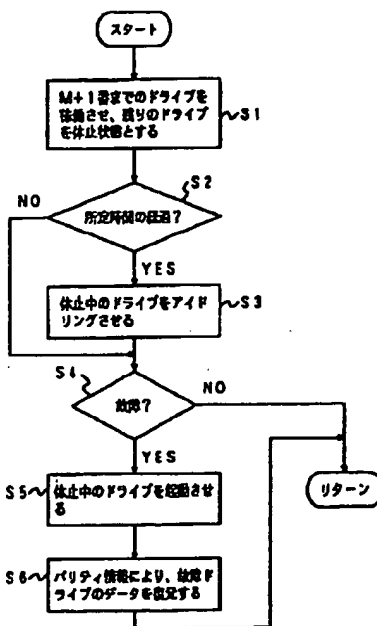 スタート
M+1番までのドライブを
稼動させ、残りのドライブ
を休止状態とする
S1
S2
所定時間の経過?
NO
YES
休止中のドライブをアイド
リングさせる
S3
S4
故障?
NO
YES
S5
休止中のドライブを起動させ
る
リターン
S6
パリティ情報により、故障ド
ライブのデータを復元する